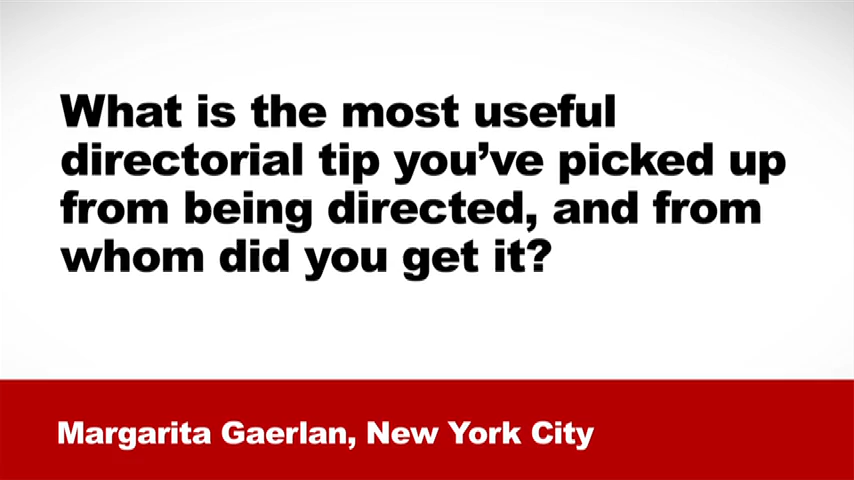 What is the most useful
directorial tip you’ve picked up
from being directed, and from
whom did you get it?
Margarita Gaerlan, New York City